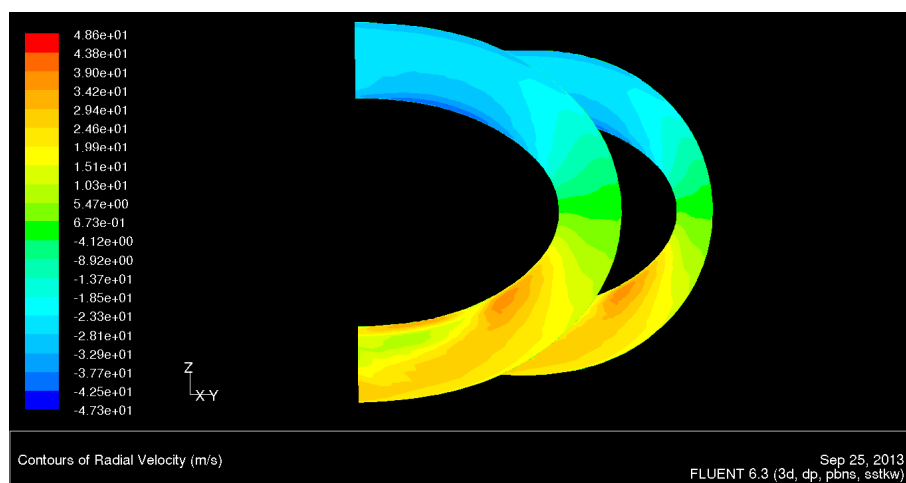 4.86e+01
4.38e+01
3.90e+01
3.42e+01
2.94e+01
2.46e+01
1.99e+01
1.51e+01
1.03e+01
5.47e+00
6.73e-01
-4.12e+00
-8.92e+00
-1.37e+01
-1.85e+01
-2.33e+01
-2.81e+01
-3.29e+01
-3.77e+01
-4.25e+01
-4.73e+01
Z
X Y
Contours of Radial Velocity (m/s)
Sep 25, 2013
FLUENT 6.3 (3d, dp, pbns, sstkw)